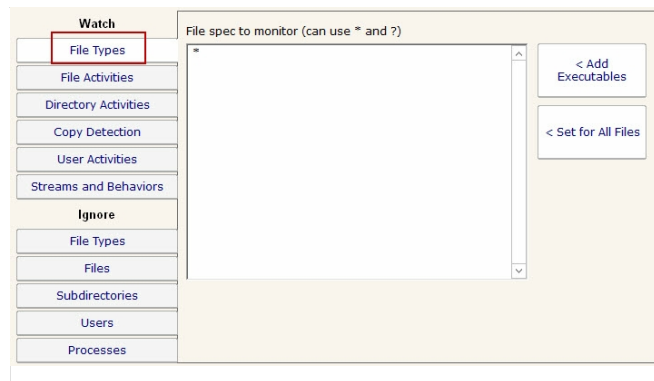 Watch
File Types
File Activities
Directory Activities
Copy Detection
User Activities
Streams and Behaviors
Ignore
File Types
Files
Subdirectories
Users
Processes
File spec to monitor (can use * and ?)
*
< Add
Executables
< Set for All Files